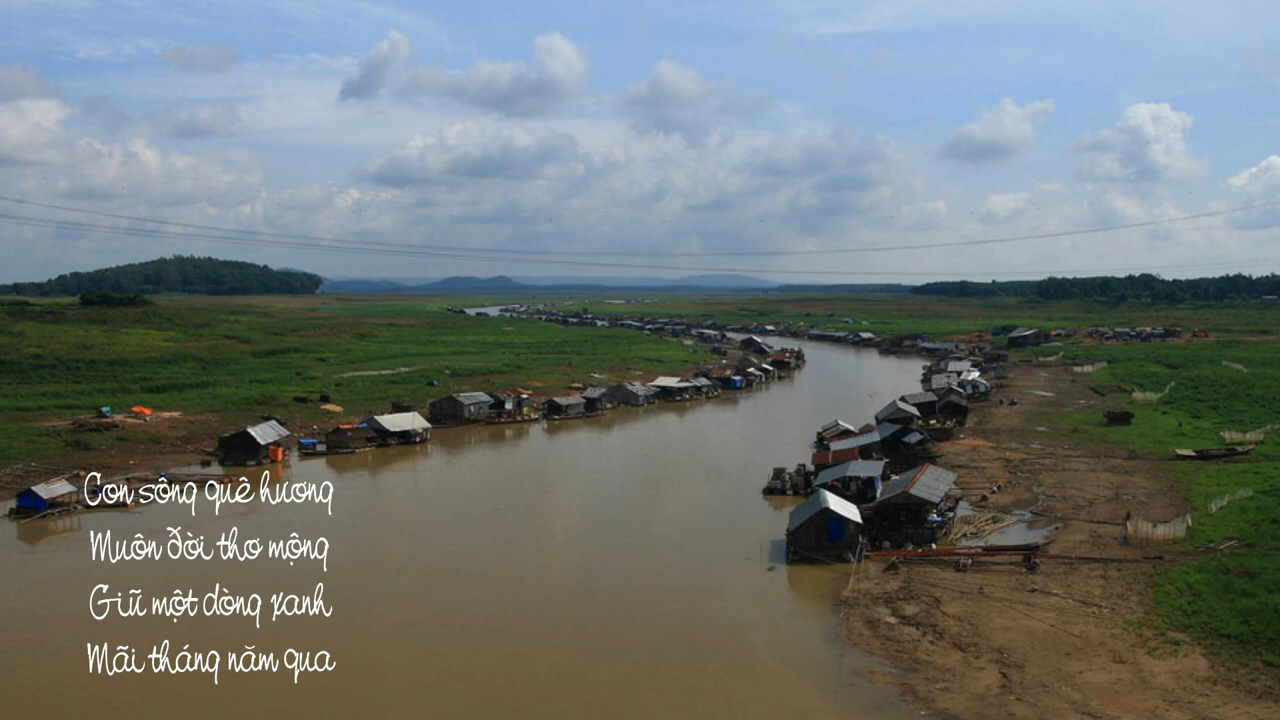 Con sông quê hương
Muôn đời thơ mộng
Giữ một dòng xanh
Mãi tháng năm qua